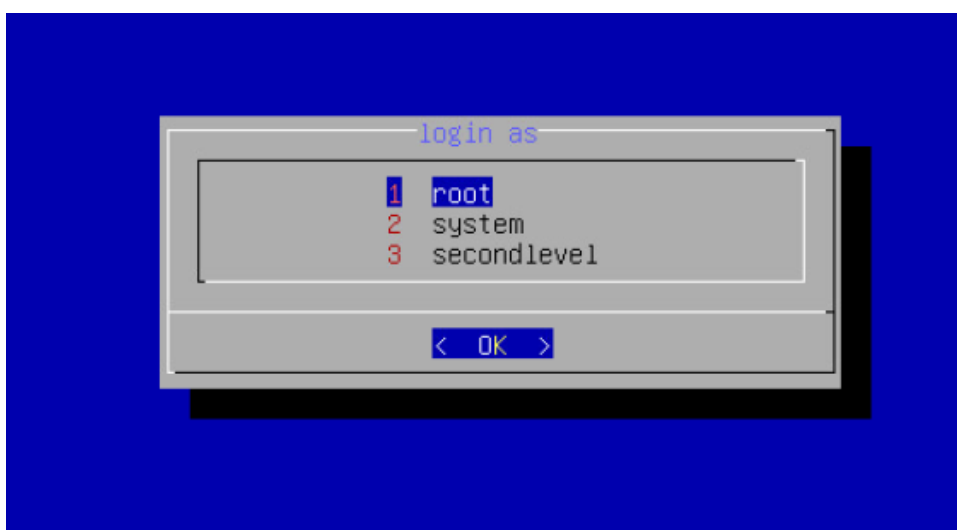 login as
1 root
2 system
3 secondlevel
< OK >